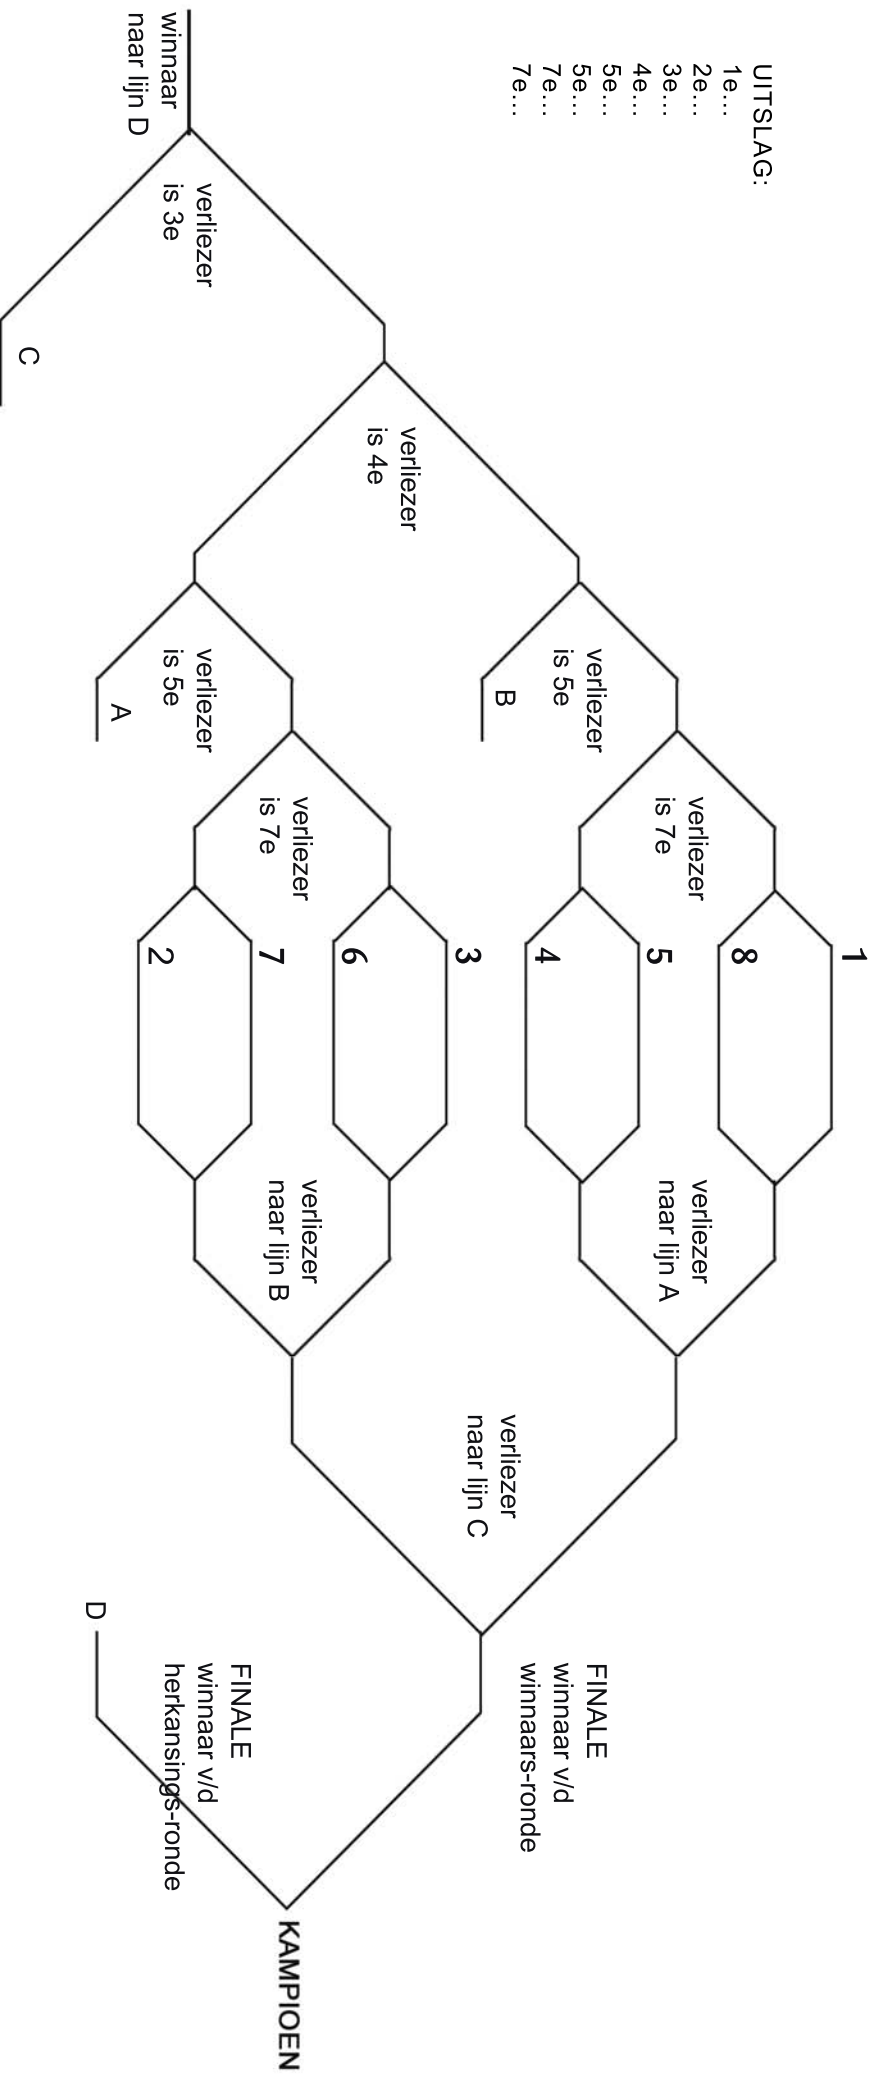 UITSLAG:
1e...
2e...
3e...
4e...
5e...
5e...
7e...
7e...
winnaar
naar lijn D
verliezer
is 3e
C
verliezer
is 4e
verliezer
is 5e
B
verliezer
is 5e
A
verliezer
is 7e
verliezer
is 7e
1
8
5
4
3
6
7
2
verliezer
naar lijn A
verliezer
naar lijn B
verliezer
naar lijn C
FINALE
winnaar v/d
winnaars-ronde
D
FINALE
winnaar v/d
herkansings-ronde
KAMPIOEN